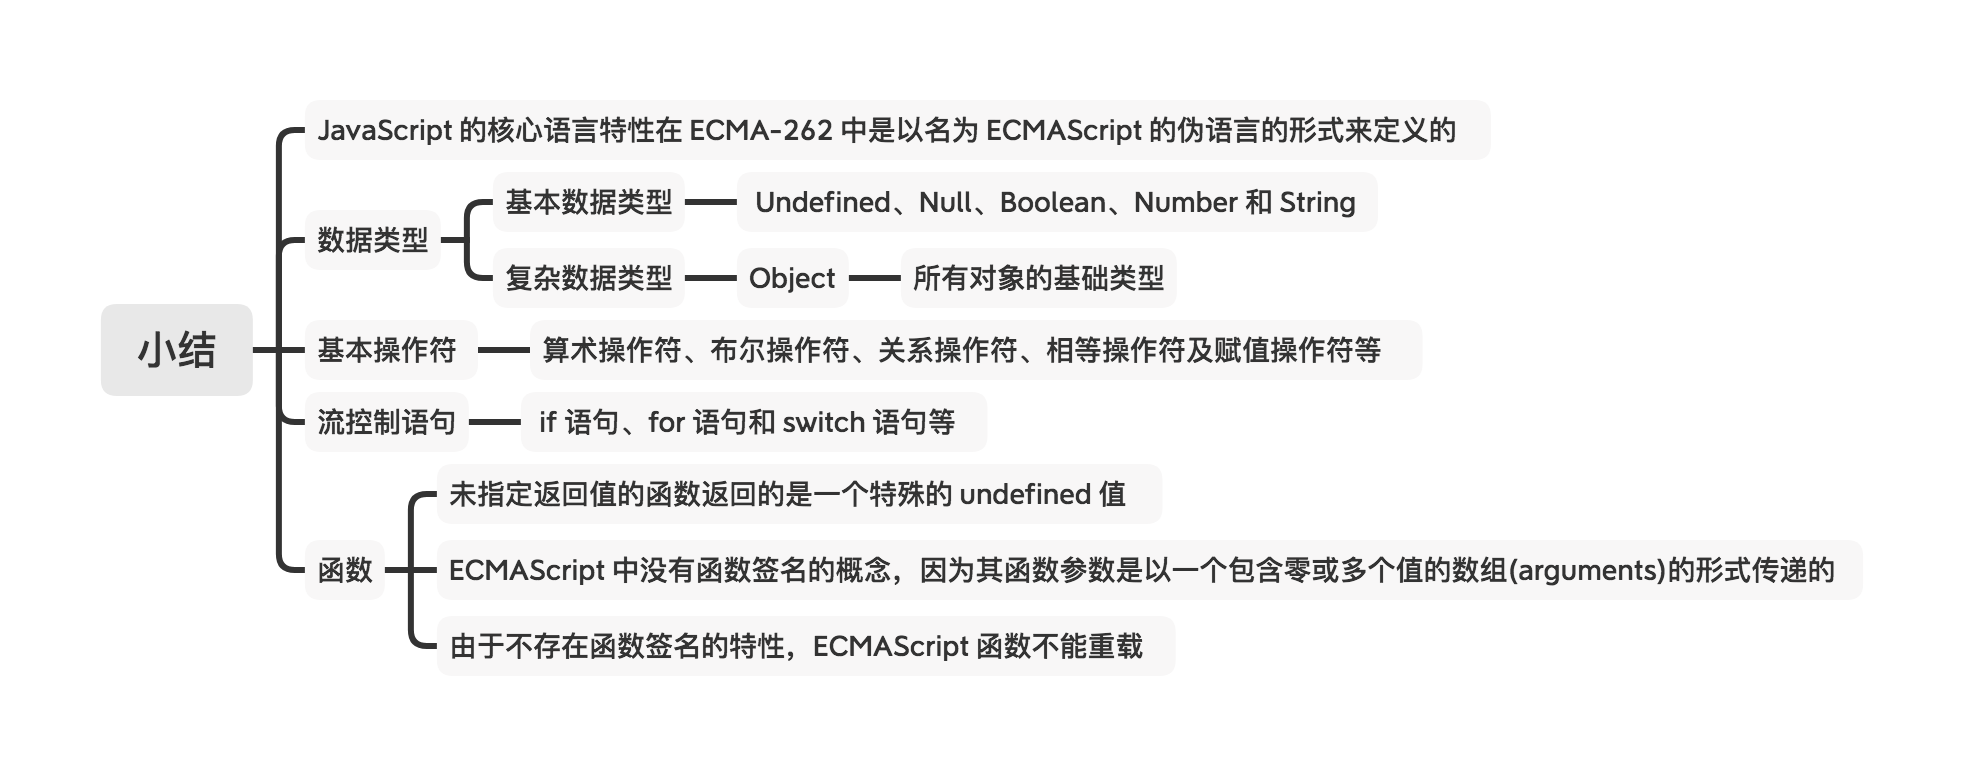 JavaScript 的核心语言特性在 ECMA-262 中是以名为 ECMAScript 的伪语言的形式来定义的
基本数据类型
Undefined、Null、Boolean、Number 和 String
数据类型
复杂数据类型
Object
所有对象的基础类型
小结
基本操作符
算术操作符、布尔操作符、关系操作符、相等操作符及赋值操作符等
流控制语句
if 语句、for 语句和 switch 语句等
未指定返回值的函数返回的是一个特殊的 undefined 值
函数
ECMAScript 中没有函数签名的概念，因为其函数参数是以一个包含零或多个值的数组(arguments)的形式传递的
由于不存在函数签名的特性，ECMAScript 函数不能重载